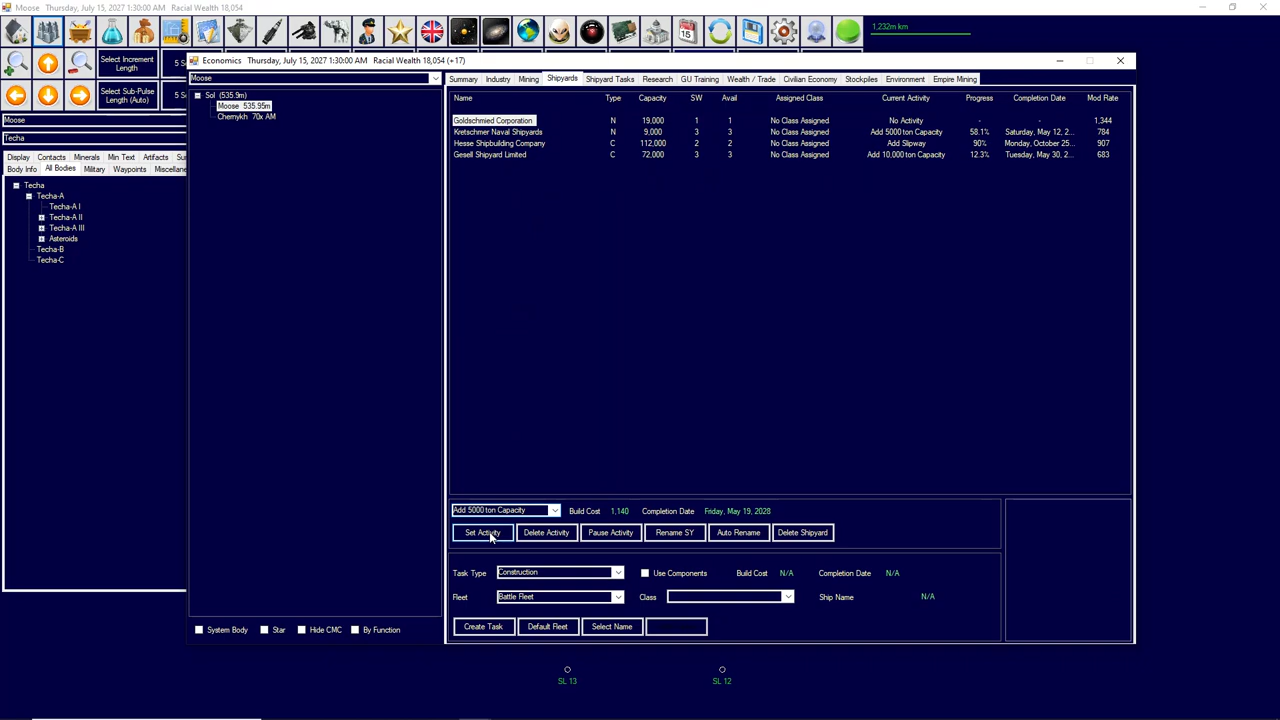 Moose Thursday, July 15, 2027 1:30:00 AM Racial Wealth 18,054
1,232m km
Select Increment Length
5 S
Select Sub-Pulse Length (Auto)
5 S
Moose
Techa
Display Contacts Minerals Min Text Artifacts Su
Body Info All Bodies Military Waypoints Miscellane
Techa
Techa-A
Techa-A I
Techa-A II
Techa-A III
Asteroids
Techa-B
Techa-C
Economics Thursday, July 15, 2027 1:30:00 AM Racial Wealth 18,054 (+17)
Moose
Sol (535.9m)
Moose 535.95m
Chernykh 70x AM
System Body Star Hide CMC By Function
Summary Industry Mining Shipyards Shipyard Tasks Research GU Training Wealth / Trade Civilian Economy Stockpiles Environment Empire Mining
Name Type Capacity SW Avail Assigned Class Current Activity Progress Completion Date Mod Rate
Goldschmied Corporation N 19,000 1 1 No Class Assigned No Activity - - 1,344
Kretschmer Naval Shipyards N 9,000 3 3 No Class Assigned Add 5000 ton Capacity 58.1% Saturday, May 12, 2... 784
Hesse Shipbuilding Company C 112,000 2 2 No Class Assigned Add Slipway 90% Monday, October 25... 907
Gesell Shipyard Limited C 72,000 3 3 No Class Assigned Add 10,000 ton Capacity 12.3% Tuesday, May 30, 2... 683
Add 5000 ton Capacity Build Cost 1,140 Completion Date Friday, May 19, 2028
Set Activity Delete Activity Pause Activity Rename SY Auto Rename Delete Shipyard
Task Type Construction Use Components Build Cost N/A Completion Date N/A
Fleet Battle Fleet Class Ship Name N/A
Create Task Default Fleet Select Name
SL 13 SL 12